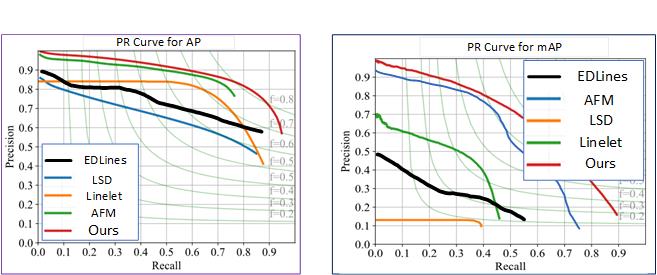 PR Curve for AP
Precision
0.9
0.8
0.7
0.6
0.5
0.4
0.3
0.2
0.1
0.0
f=0.8
f=0.6
f=0.5
f=0.4
f=0.3
f=0.2
EDLines
LSD
Linelet
AFM
Ours
0.0 0.1 0.2 0.3 0.4 0.5 0.6 0.7 0.8 0.9
Recall
PR Curve for mAP
Precision
0.9
0.8
0.7
0.6
0.5
0.4
0.3
0.2
0.1
0.0
EDLines
AFM
LSD
Linelet
Ours
f=0.4
f=0.3
f=0.2
0.0 0.1 0.2 0.3 0.4 0.5 0.6 0.7 0.8 0.9
Recall